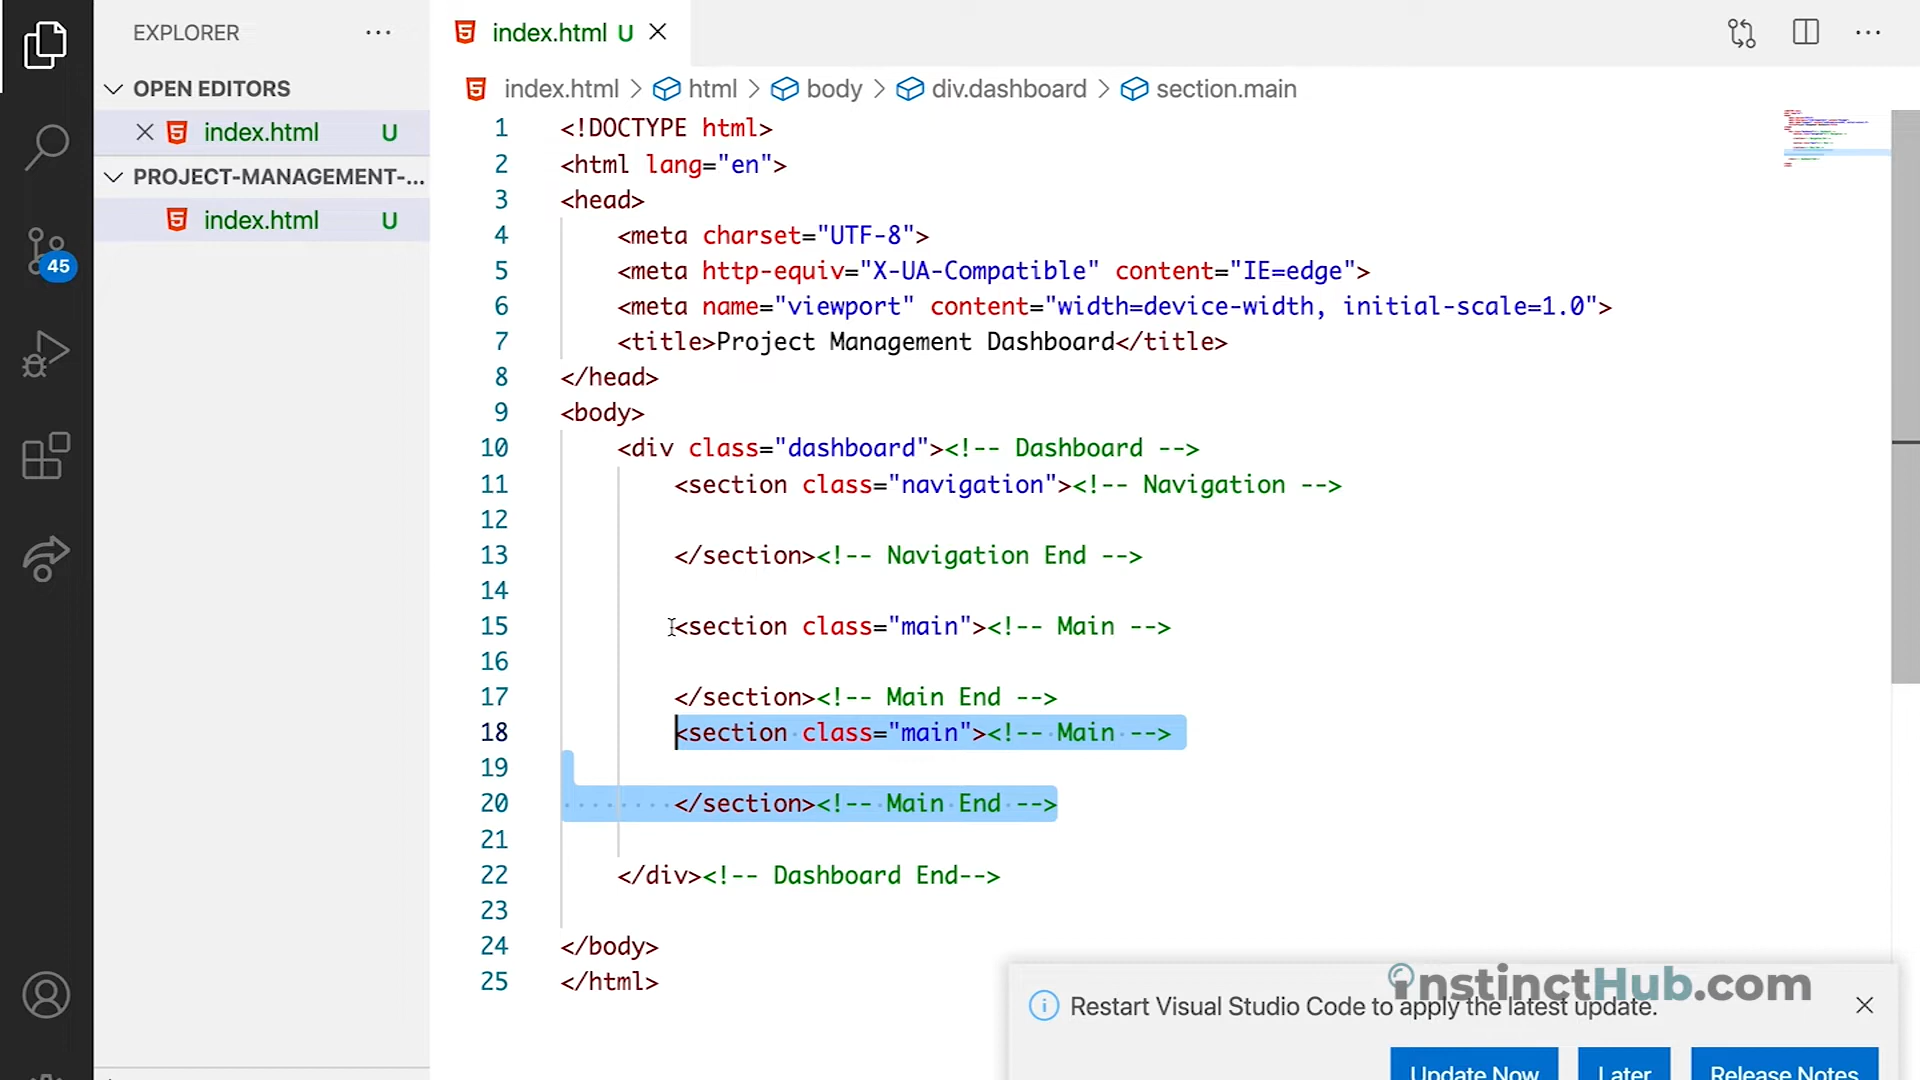 EXPLORER
index.html U
OPEN EDITORS
index.html > html > body > div.dashboard > section.main
index.html U
PROJECT-MANAGEMENT-...
index.html U
45
1 <!DOCTYPE html>
2 <html lang="en">
3 <head>
4 <meta charset="UTF-8">
5 <meta http-equiv="X-UA-Compatible" content="IE=edge">
6 <meta name="viewport" content="width=device-width, initial-scale=1.0">
7 <title>Project Management Dashboard</title>
8 </head>
9 <body>
10 <div class="dashboard"><!-- Dashboard -->
11 <section class="navigation"><!-- Navigation -->
12
13 </section><!-- Navigation End -->
14
15 <section class="main"><!-- Main -->
16
17 </section><!-- Main End -->
18 <section class="main"><!-- Main -->
19
20 </section><!-- Main End -->
21
22 </div><!-- Dashboard End-->
23
24 </body>
25 </html>
instinctHub.com
Restart Visual Studio Code to apply the latest update.
Update Now Later Release Notes